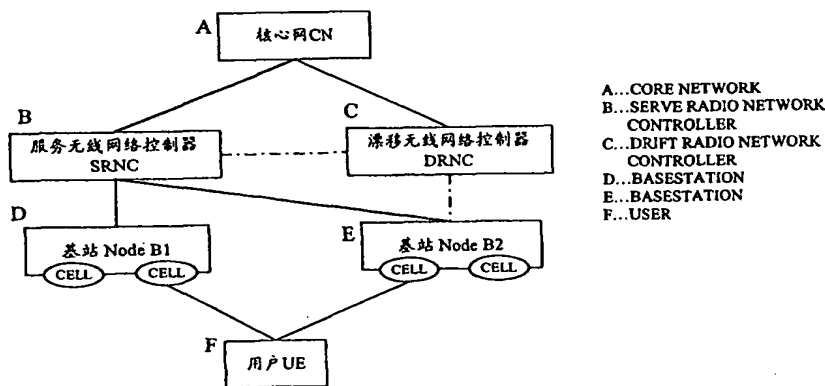 A
核心网CN
B
服务无线网络控制器
SRNC
C
漂移无线网络控制器
DRNC
D
基站 Node B1
CELL
CELL
E
基站 Node B2
CELL
CELL
F
用户UE
A...CORE NETWORK
B...SERVE RADIO NETWORK
CONTROLLER
C...DRIFT RADIO NETWORK
CONTROLLER
D...BASESTATION
E...BASESTATION
F...USER